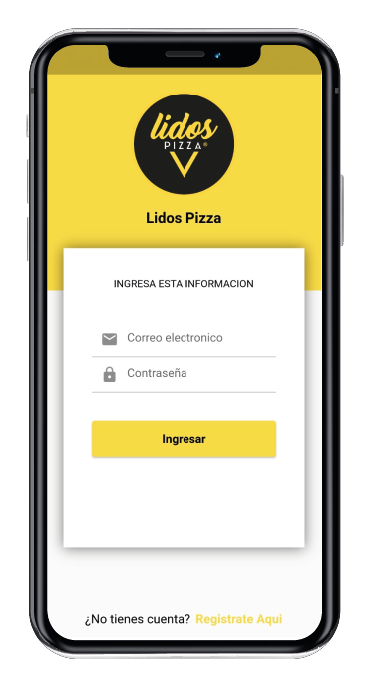 lidos
PIZZA®
Lidos Pizza
INGRESA ESTA INFORMACION
Correo electronico
Contraseña
Ingresar
¿No tienes cuenta? Registrate Aqui